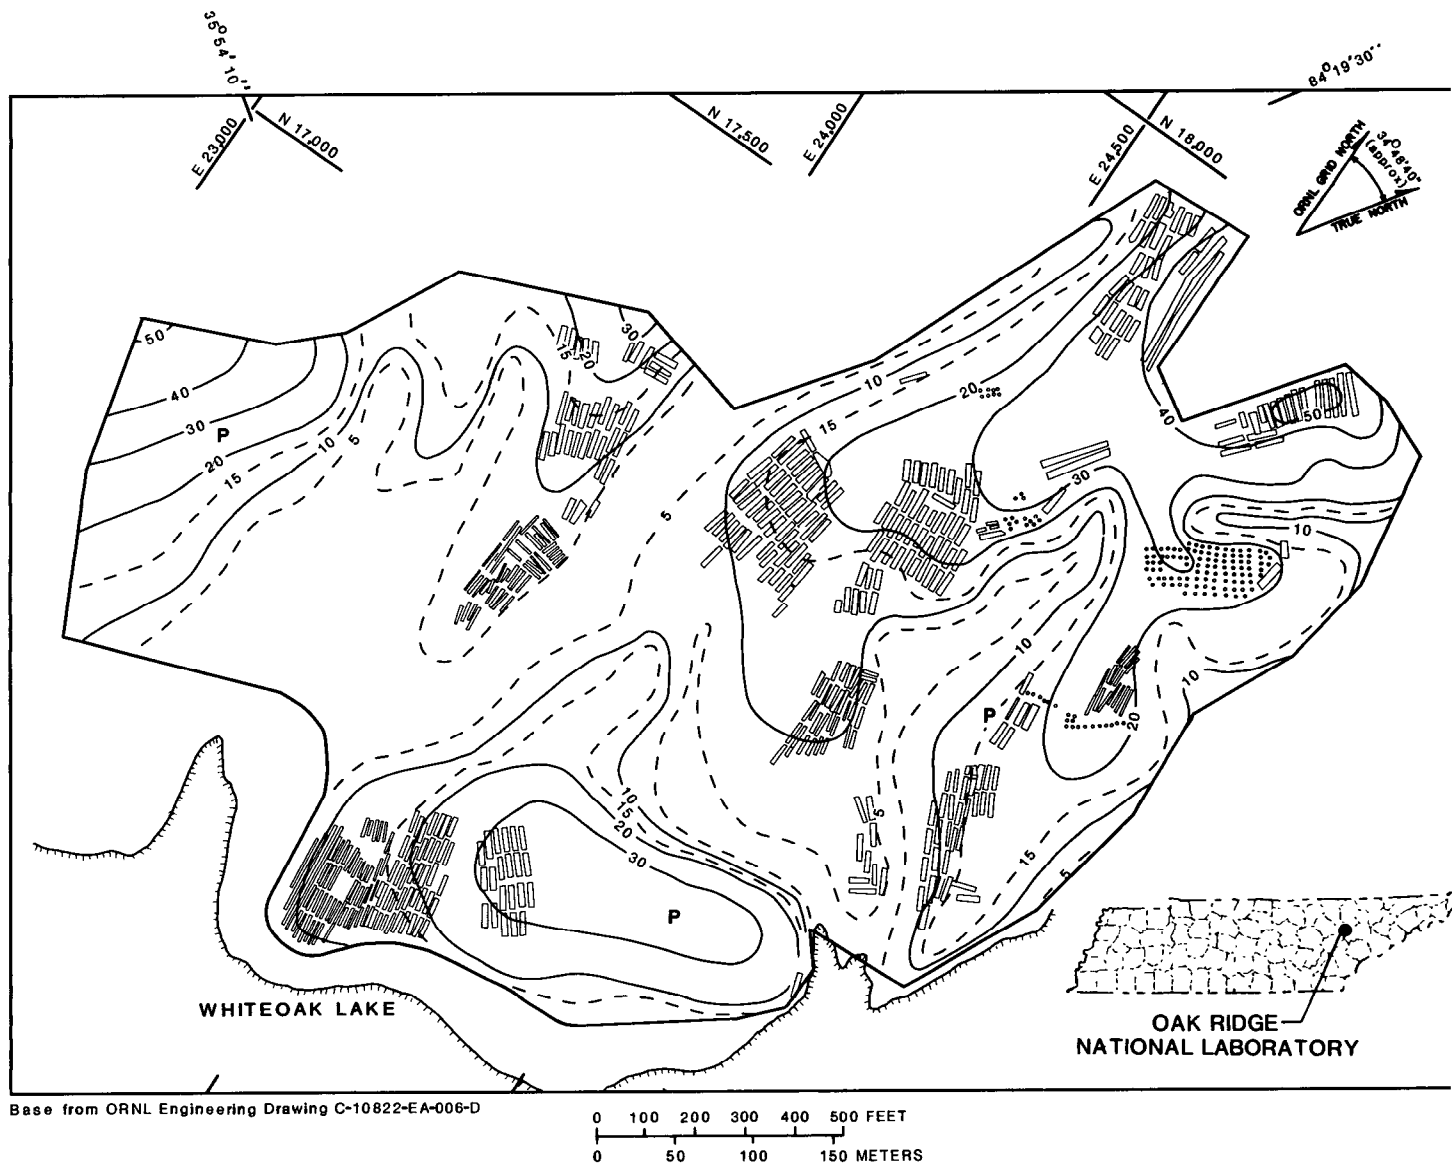 35° 54' 10"
84° 19' 30"
E 23,000
N 17,000
N 17,500
E 24,000
E 24,500
N 18,000
ORNL GRID NORTH
34° 48' 40"
(approx)
TRUE NORTH
50
40
30
P
20
15
10
5
15
20
30
10
15
20
5
40
50
30
10
10
10
P
20
5
15
5
10
15
20
30
P
WHITEOAK LAKE
OAK RIDGE
NATIONAL LABORATORY
Base from ORNL Engineering Drawing C-10822-EA-006-D
0 100 200 300 400 500 FEET
0 50 100 150 METERS